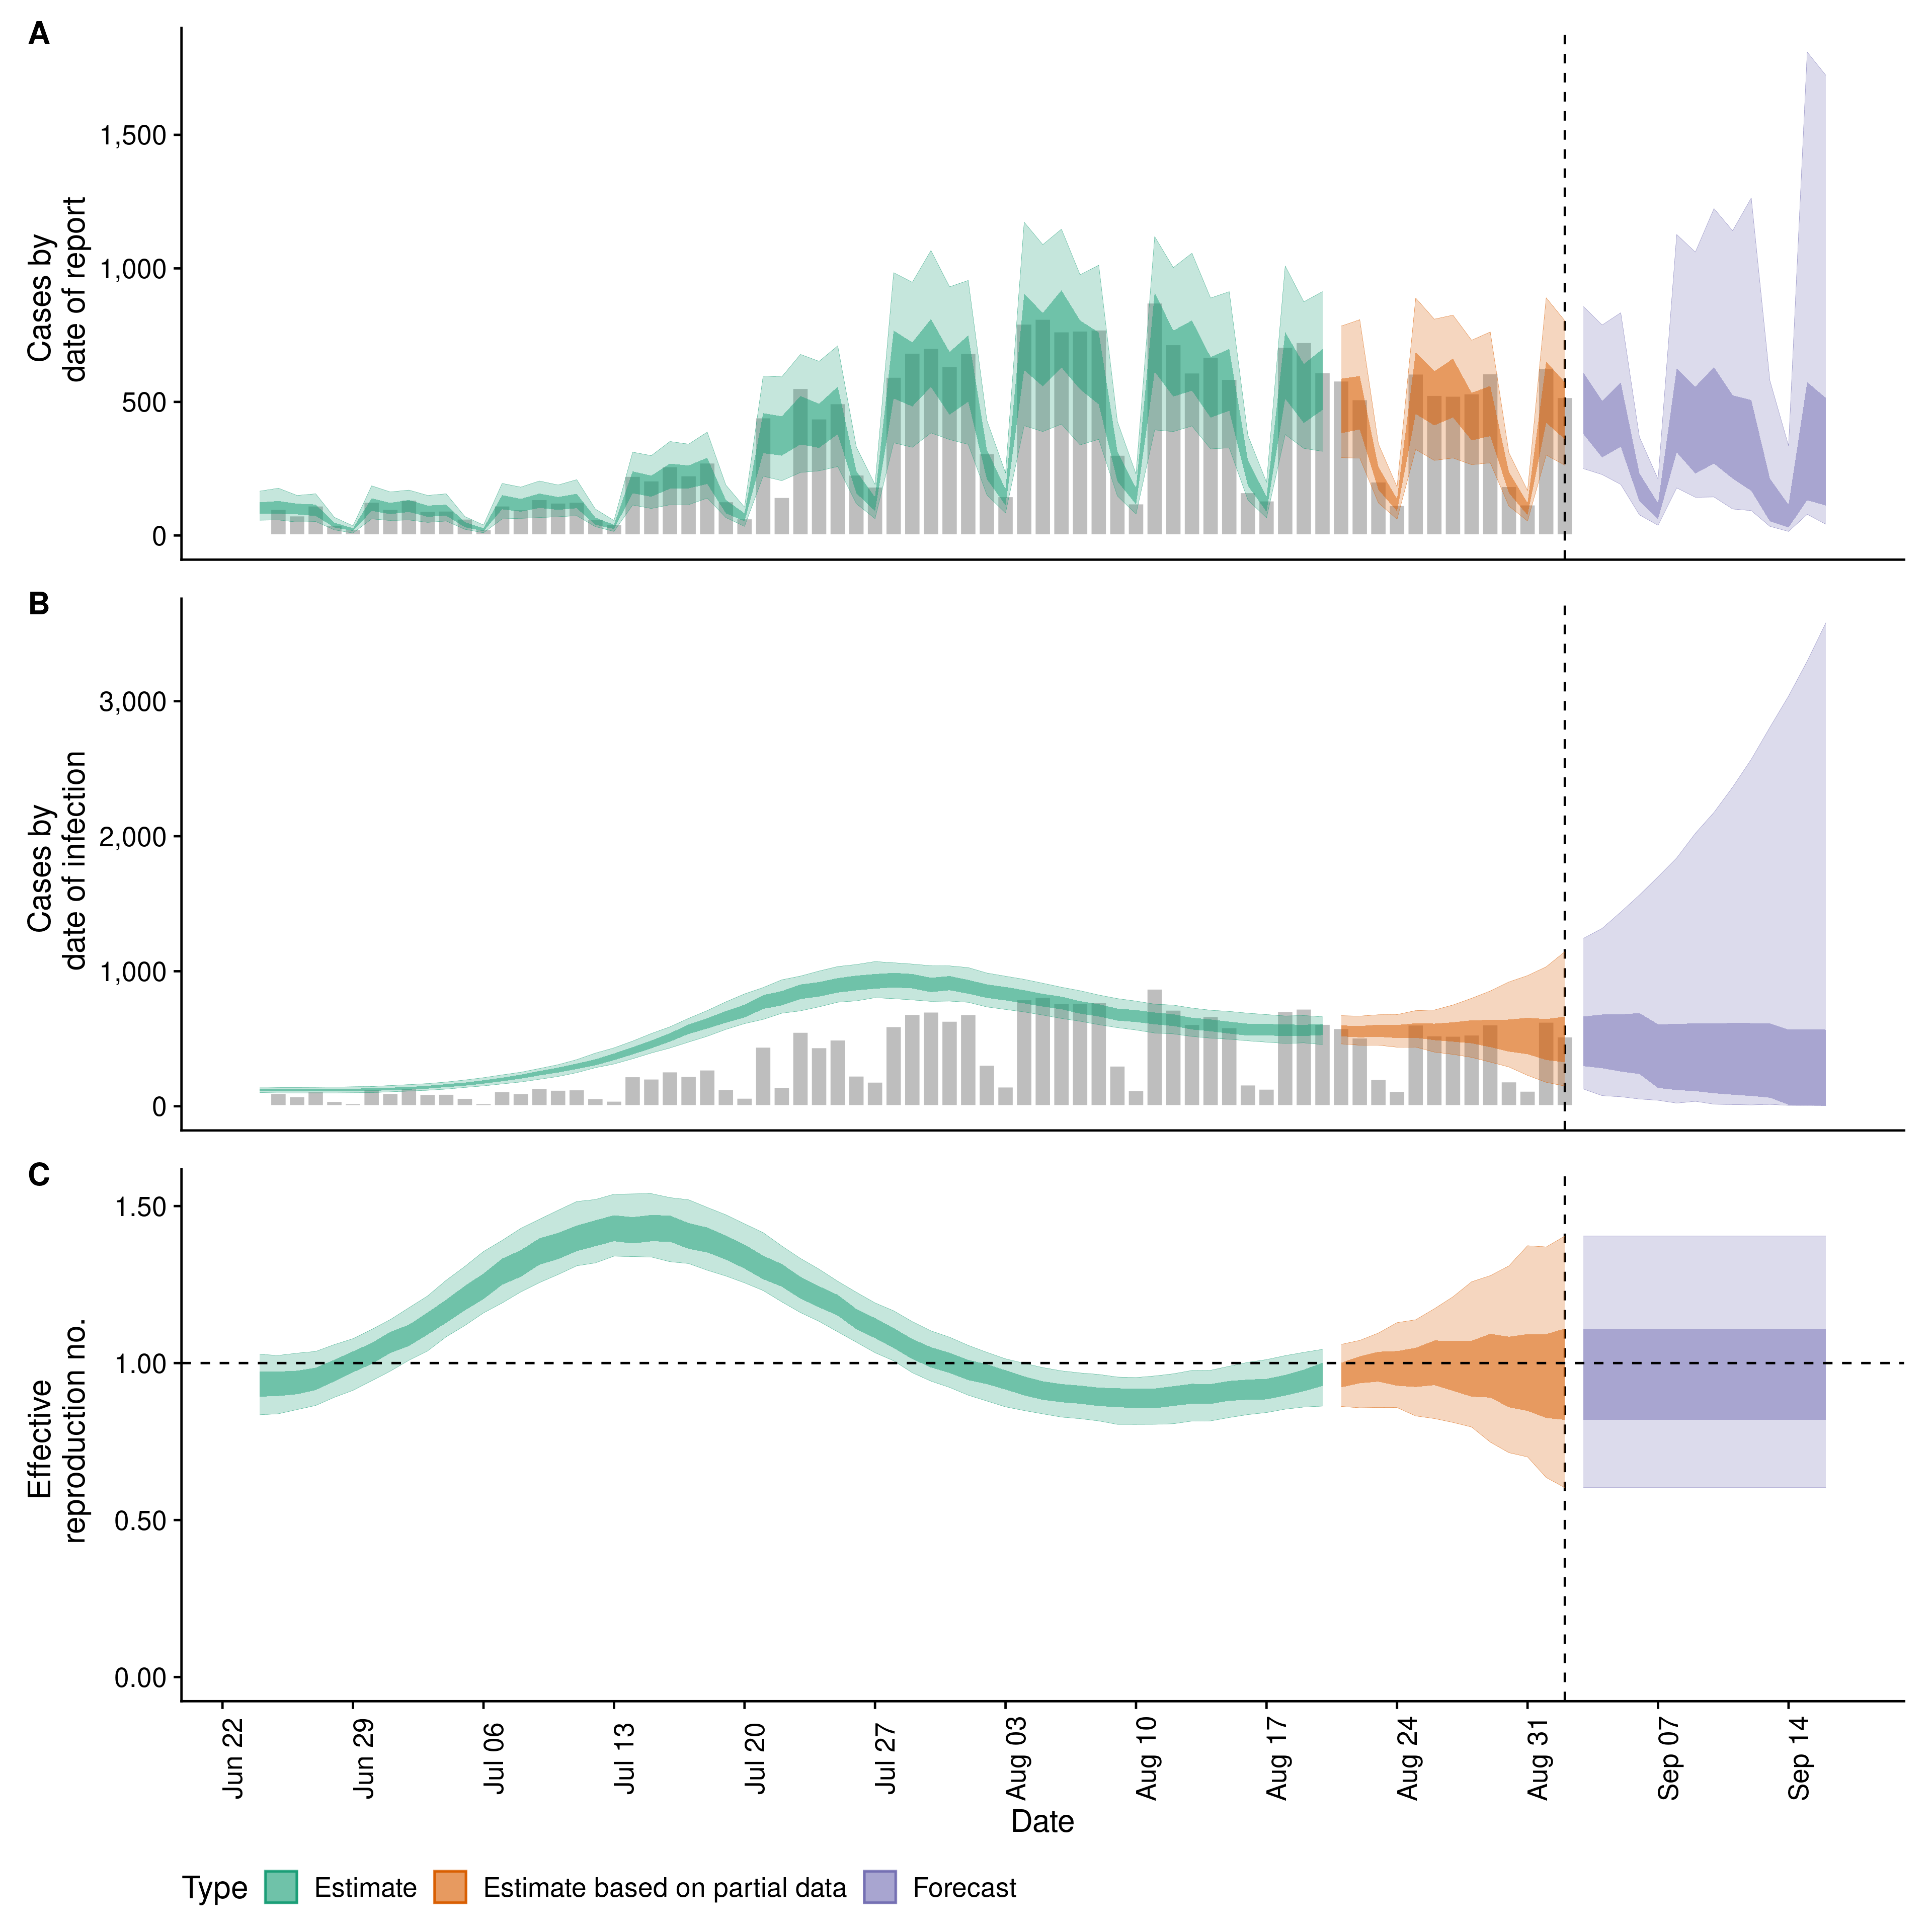 A
Cases by
date of report
1,500
1,000
500
0
B
Cases by
date of infection
3,000
2,000
1,000
0
C
Effective
reproduction no.
1.50
1.00
0.50
0.00
Jun 22
Jun 29
Jul 06
Jul 13
Jul 20
Jul 27
Aug 03
Aug 10
Aug 17
Aug 24
Aug 31
Sep 07
Sep 14
Date
Type Estimate Estimate based on partial data Forecast